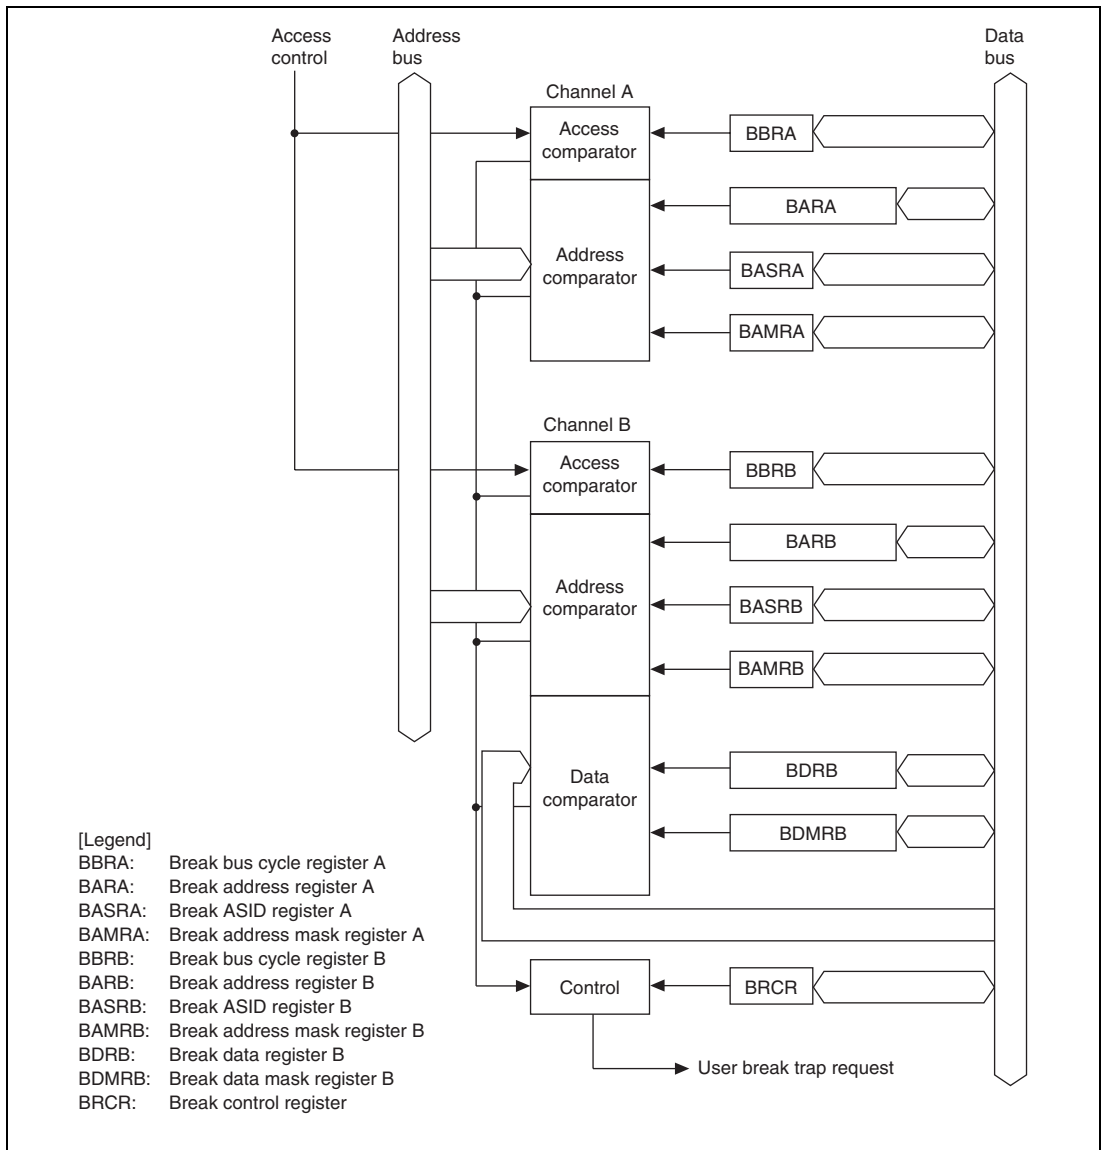 Access
control
Address
bus
Data
bus
Channel A
Access
comparator
BBRA
BARA
Address
comparator
BASRA
BAMRA
Channel B
Access
comparator
BBRB
BARB
Address
comparator
BASRB
BAMRB
Data
comparator
BDRB
BDMRB
Control
BRCR
User break trap request
[Legend]
BBRA: Break bus cycle register A
BARA: Break address register A
BASRA: Break ASID register A
BAMRA: Break address mask register A
BBRB: Break bus cycle register B
BARB: Break address register B
BASRB: Break ASID register B
BAMRB: Break address mask register B
BDRB: Break data register B
BDMRB: Break data mask register B
BRCR: Break control register